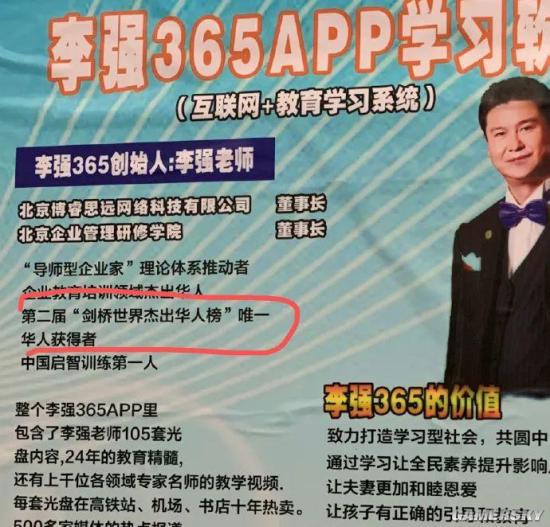 李强365APP学习软
(互联网+教育学习系统)
李强365创始人:李强老师
北京博睿思远网络科技有限公司 董事长
北京企业管理研修学院 董事长
“导师型企业家”理论体系推动者
企业教育培训领域杰出华人
第二届“剑桥世界杰出华人榜”唯一
华人获得者
中国启智训练第一人
整个李强365APP里
包含了李强老师105套光
盘内容,24年的教育精髓,
还有上千位各领域专家名师的教学视频.
每套光盘在高铁站、机场、书店十年热卖。
500多家媒体的热点报道
李强365的价值
致力打造学习型社会，共圆中
通过学习让全民素养提升影响
让夫妻更加和睦恩爱
让孩子有正确的引
GAMERSKY